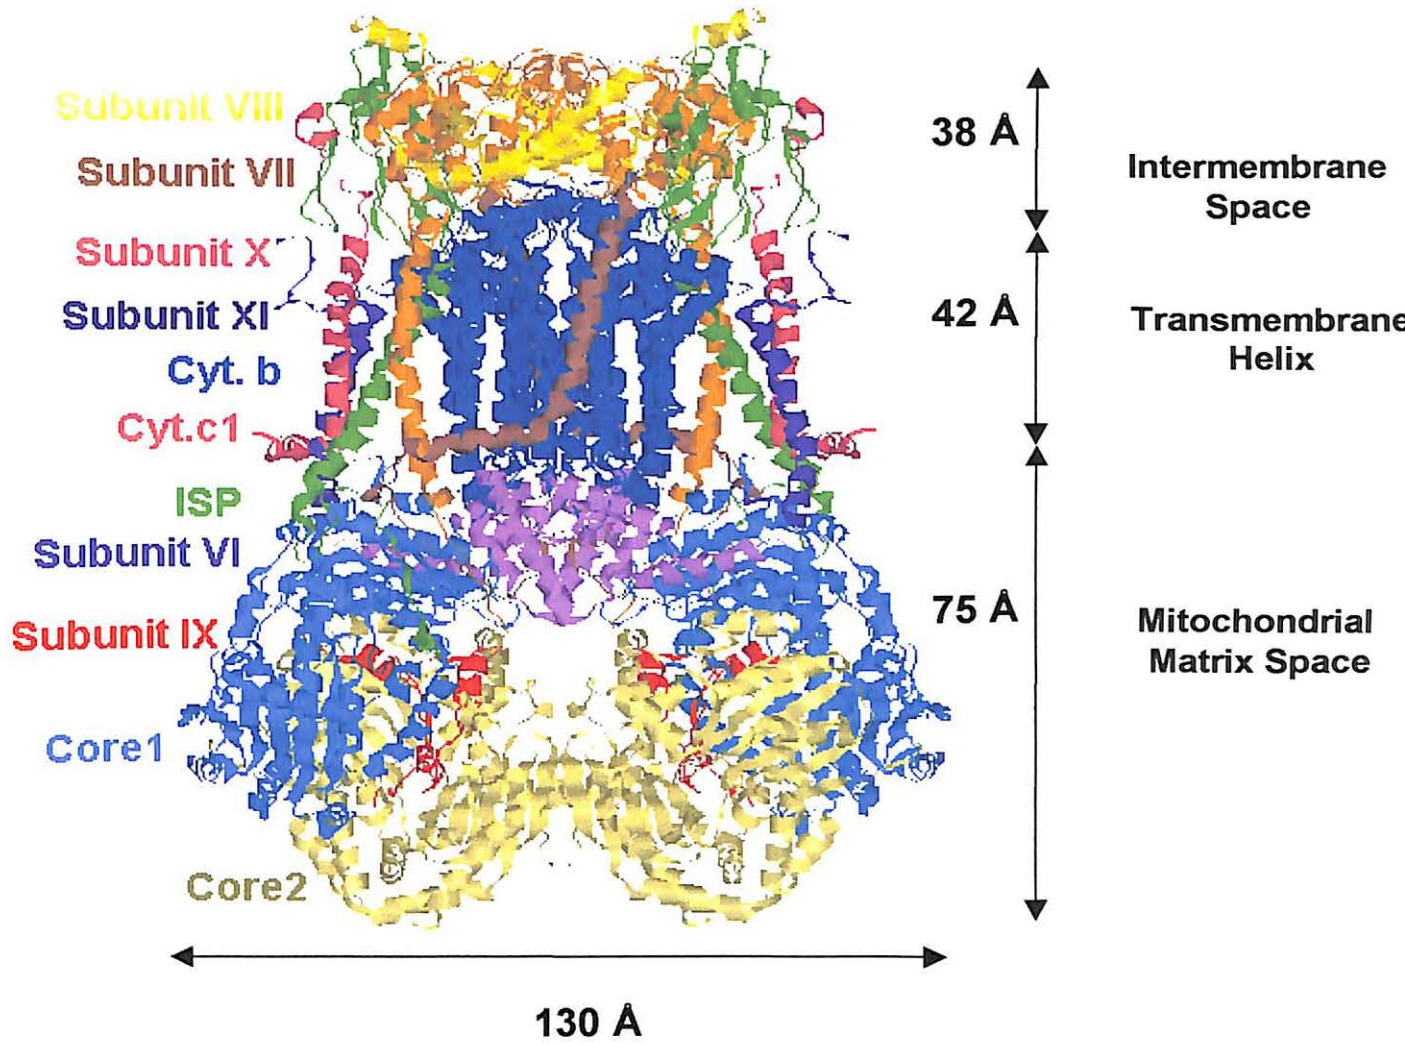 Subunit VIII
Subunit VII
Subunit X
Subunit XI
Cyt. b
Cyt.c1
ISP
Subunit VI
Subunit IX
Core1
Core2
38 Å
42 Å
75 Å
130 Å
Intermembrane
Space
Transmembrane
Helix
Mitochondrial
Matrix Space